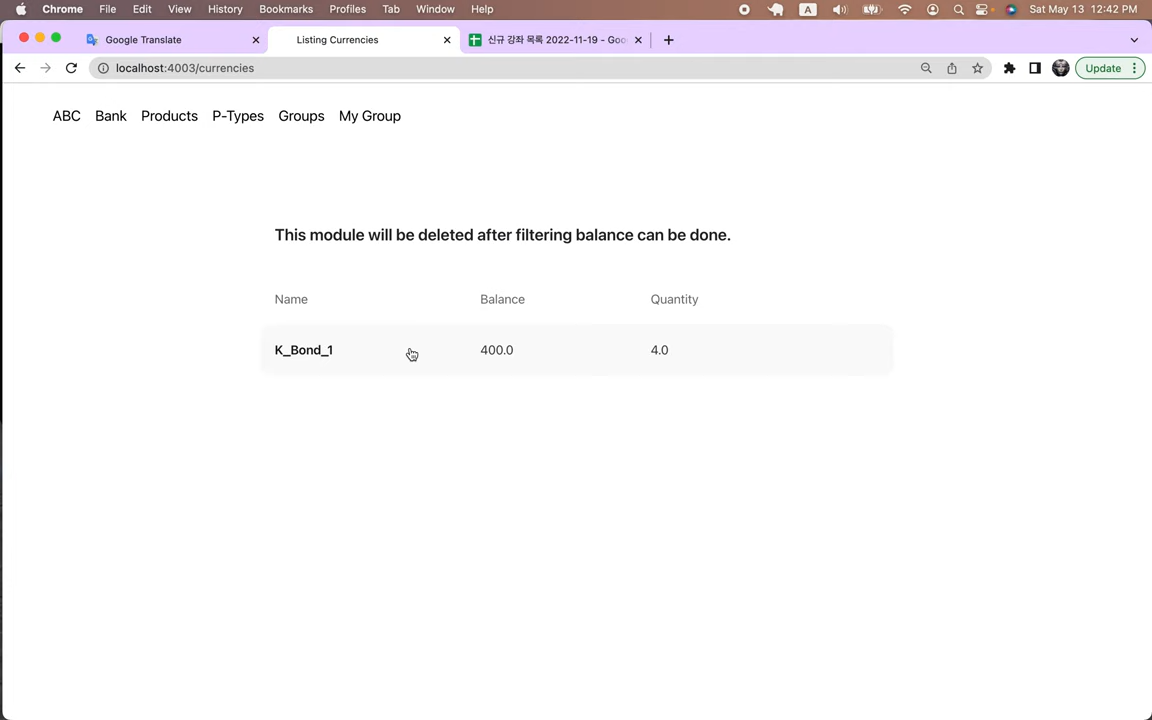 Chrome File Edit View History Bookmarks Profiles Tab Window Help A Sat May 13 12:42 PM
Google Translate Listing Currencies 신규 강좌 목록 2022-11-19 - Goo
localhost:4003/currencies Update
ABC Bank Products P-Types Groups My Group
This module will be deleted after filtering balance can be done.
Name Balance Quantity
K_Bond_1 400.0 4.0